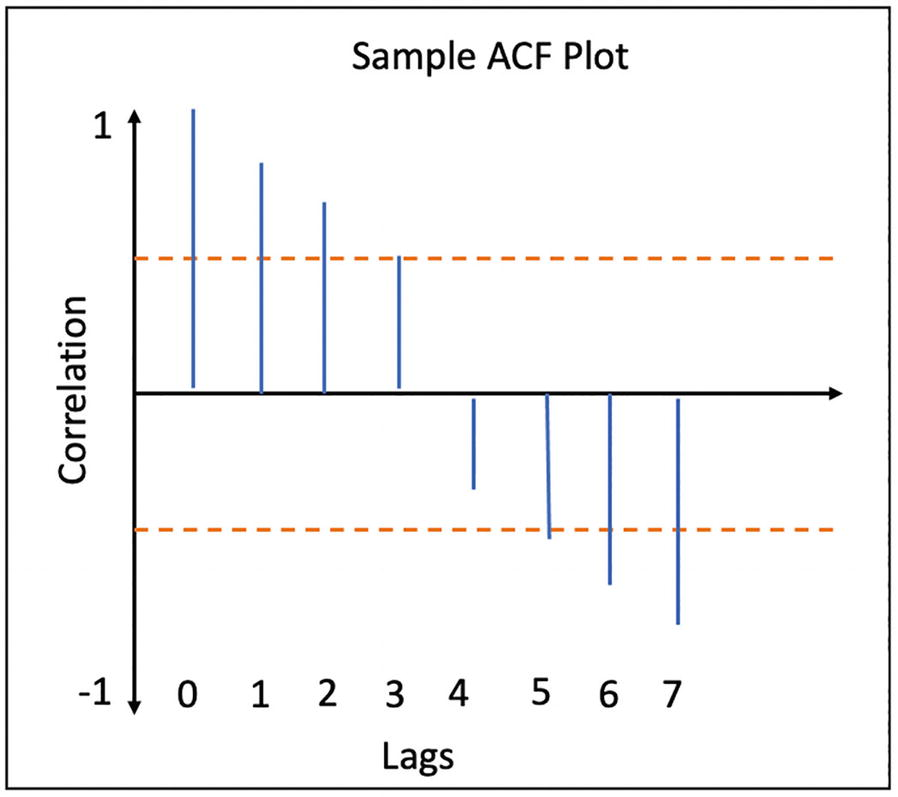 Sample ACF Plot
1
Correlation
-1
0 1 2 3 4 5 6 7
Lags